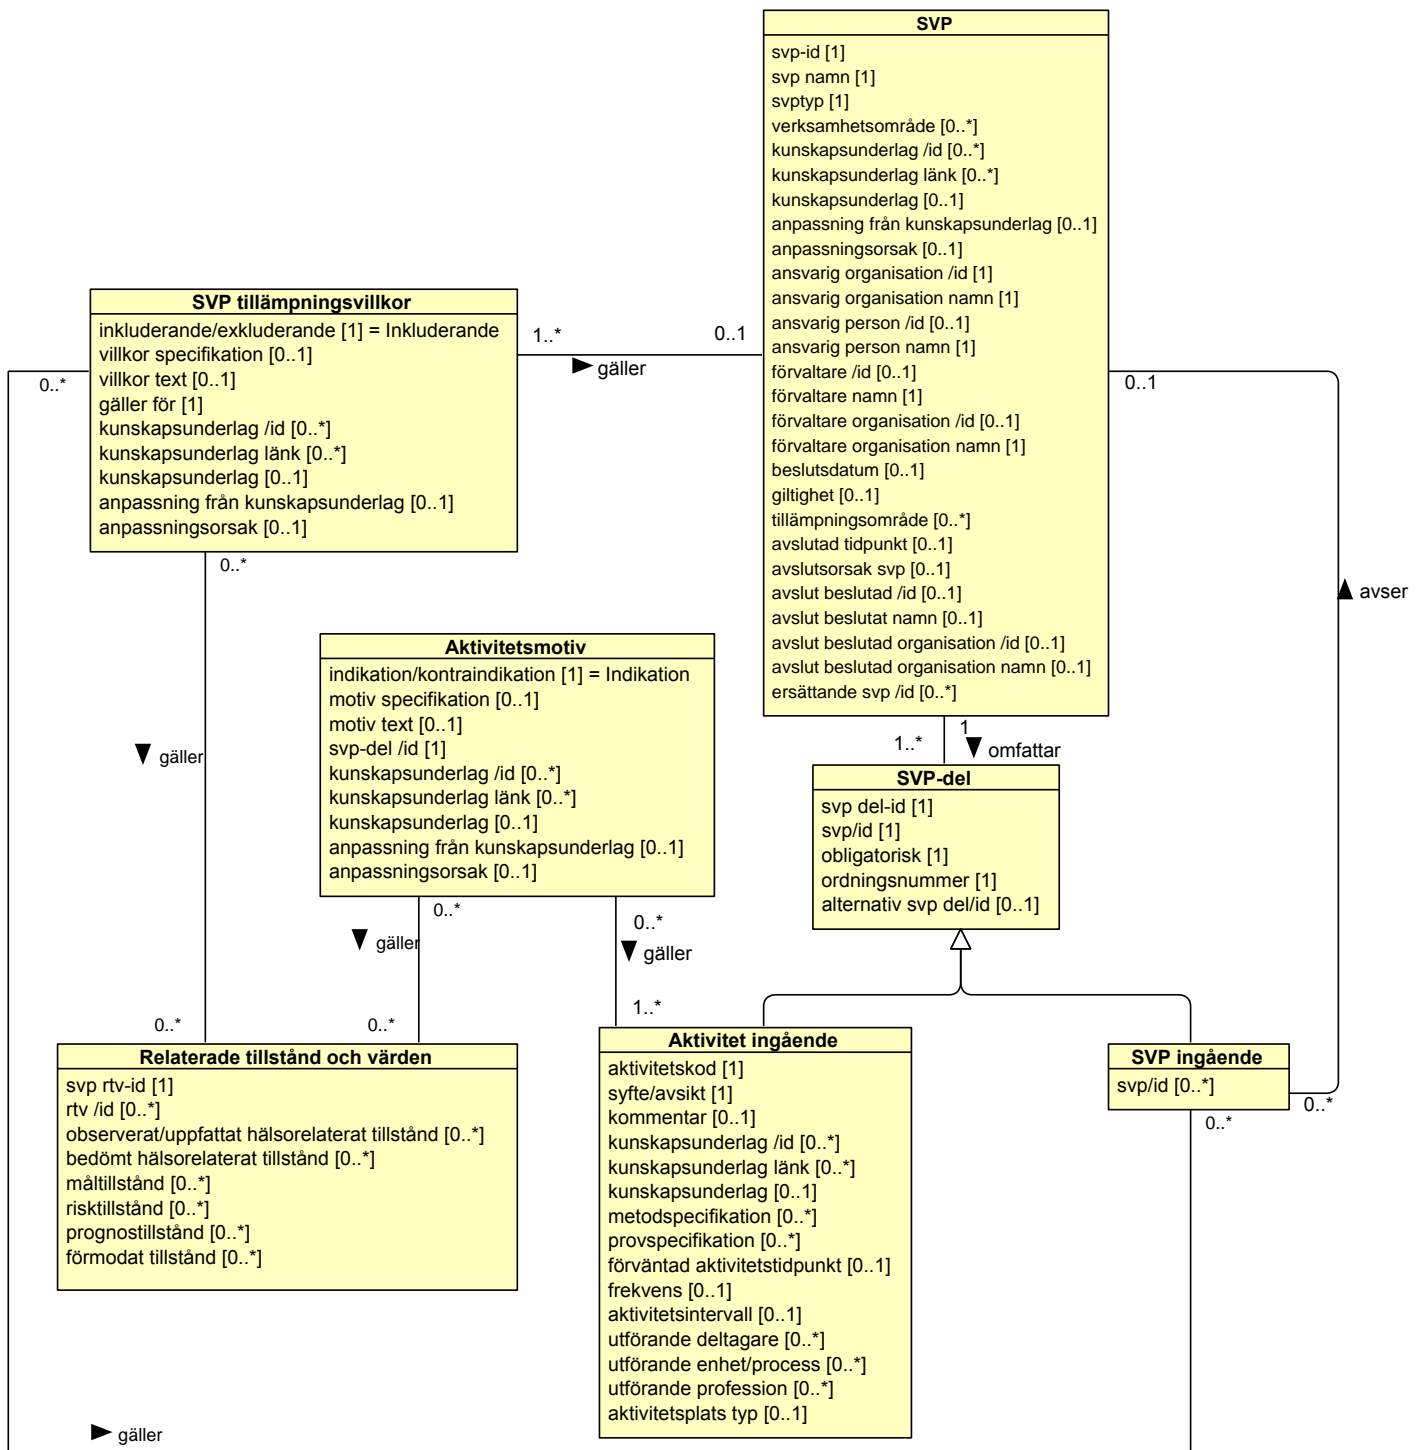 SVP
svp-id [1]
svp namn [1]
svptyp [1]
verksamhetsområde [0..*]
kunskapsunderlag /id [0..*]
kunskapsunderlag länk [0..*]
kunskapsunderlag [0..1]
anpassning från kunskapsunderlag [0..1]
anpassningsorsak [0..1]
ansvarig organisation /id [1]
ansvarig organisation namn [1]
ansvarig person /id [0..1]
ansvarig person namn [1]
förvaltare /id [0..1]
förvaltare namn [1]
förvaltare organisation /id [0..1]
förvaltare organisation namn [1]
beslutsdatum [0..1]
giltighet [0..1]
tillämpningsområde [0..*]
avslutad tidpunkt [0..1]
avslutsorsak svp [0..1]
avslut beslutad /id [0..1]
avslut beslutat namn [0..1]
avslut beslutad organisation /id [0..1]
avslut beslutad organisation namn [0..1]
ersättande svp /id [0..*]
SVP tillämpningsvillkor
inkluderande/exkluderande [1] = Inkluderande
villkor specifikation [0..1]
villkor text [0..1]
gäller för [1]
kunskapsunderlag /id [0..*]
kunskapsunderlag länk [0..*]
kunskapsunderlag [0..1]
anpassning från kunskapsunderlag [0..1]
anpassningsorsak [0..1]
1..*
0..1
gäller
0..*
0..1
0..*
avser
Aktivitetsmotiv
indikation/kontraindikation [1] = Indikation
motiv specifikation [0..1]
motiv text [0..1]
svp-del /id [1]
kunskapsunderlag /id [0..*]
kunskapsunderlag länk [0..*]
kunskapsunderlag [0..1]
anpassning från kunskapsunderlag [0..1]
anpassningsorsak [0..1]
gäller
1..*
1
omfattar
SVP-del
svp del-id [1]
svp/id [1]
obligatorisk [1]
ordningsnummer [1]
alternativ svp del/id [0..1]
0..*
0..*
gäller
gäller
0..*
0..*
1..*
Relaterade tillstånd och värden
svp rtv-id [1]
rtv /id [0..*]
observerat/uppfattat hälsorelaterat tillstånd [0..*]
bedömt hälsorelaterat tillstånd [0..*]
måltillstånd [0..*]
risktillstånd [0..*]
prognostillstånd [0..*]
förmodat tillstånd [0..*]
Aktivitet ingående
aktivitetskod [1]
syfte/avsikt [1]
kommentar [0..1]
kunskapsunderlag /id [0..*]
kunskapsunderlag länk [0..*]
kunskapsunderlag [0..1]
metodspecifikation [0..*]
provspecifikation [0..*]
förväntad aktivitetstidpunkt [0..1]
frekvens [0..1]
aktivitetsintervall [0..1]
utförande deltagare [0..*]
utförande enhet/process [0..*]
utförande profession [0..*]
aktivitetsplats typ [0..1]
SVP ingående
svp/id [0..*]
0..*
0..*
gäller